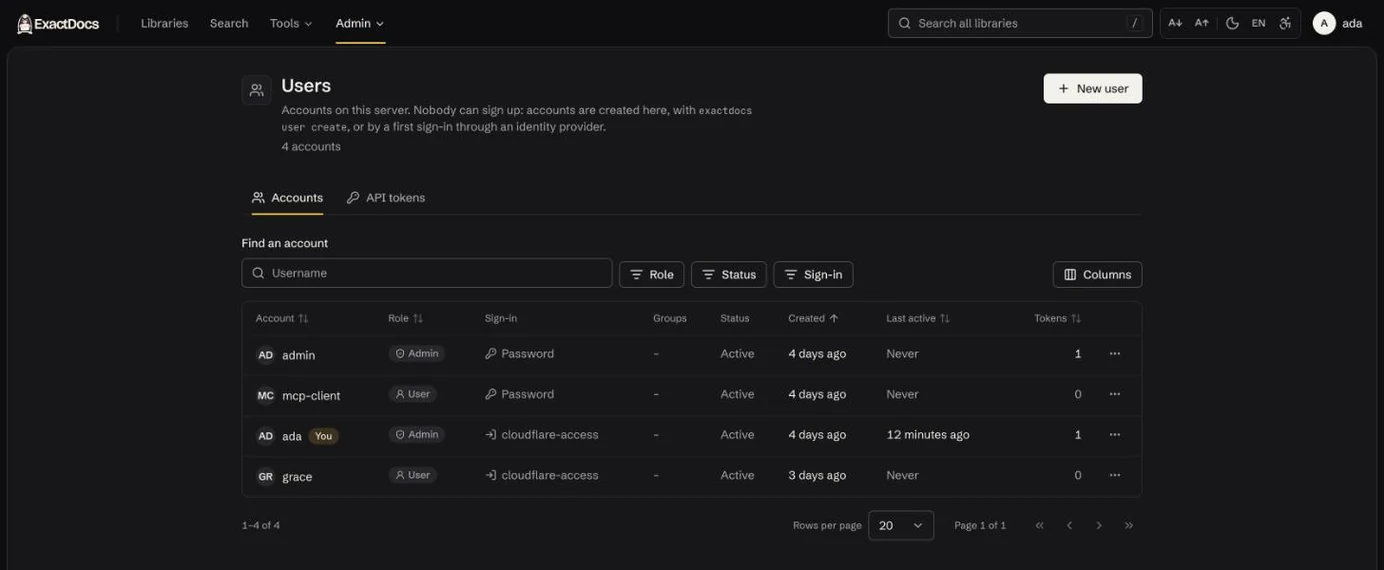 ExactDocs
Libraries Search Tools Admin
Search all libraries /
A↓ A↑ EN
A ada
Users
New user
Accounts on this server. Nobody can sign up: accounts are created here, with exactdocs
user create, or by a first sign-in through an identity provider.
4 accounts
Accounts API tokens
Find an account
Username
Role Status Sign-in Columns
Account Role Sign-in Groups Status Created Last active Tokens
AD admin Admin Password - Active 4 days ago Never 1
MC mcp-client User Password - Active 4 days ago Never 0
AD ada You Admin cloudflare-access - Active 4 days ago 12 minutes ago 1
GR grace User cloudflare-access - Active 3 days ago Never 0
1-4 of 4 Rows per page 20 Page 1 of 1